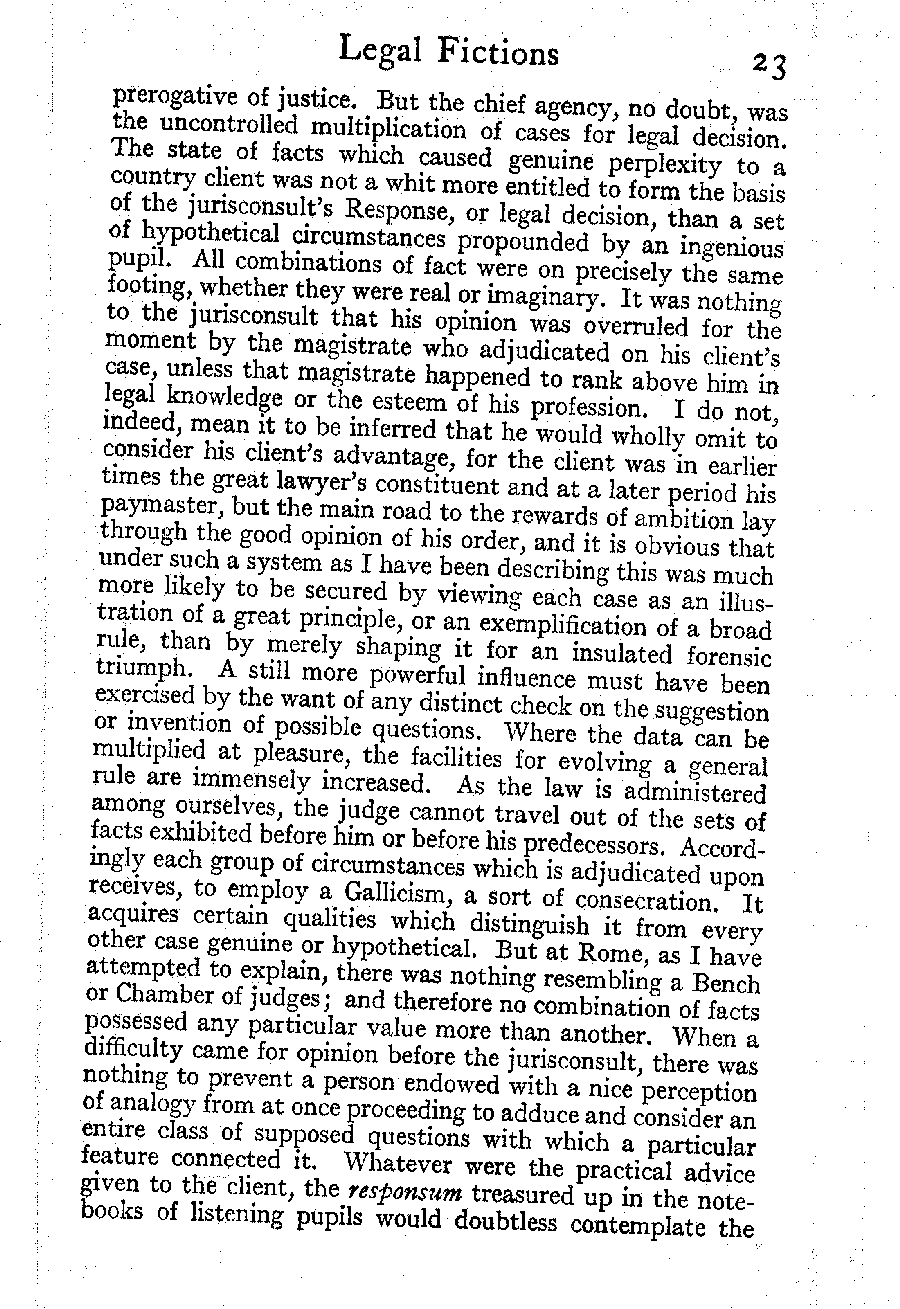 Legal Fictions 23
prerogative of justice. But the chief agency, no doubt, was
the uncontrolled multiplication of cases for legal decision.
The state of facts which caused genuine perplexity to a
country client was not a whit more entitled to form the basis
of the jurisconsult's Response, or legal decision, than a set
of hypothetical circumstances propounded by an ingenious
pupil. All combinations of fact were on precisely the same
footing, whether they were real or imaginary. It was nothing
to the jurisconsult that his opinion was overruled for the
moment by the magistrate who adjudicated on his client's
case, unless that magistrate happened to rank above him in
legal knowledge or the esteem of his profession. I do not,
indeed, mean it to be inferred that he would wholly omit to
consider his client's advantage, for the client was in earlier
times the great lawyer's constituent and at a later period his
paymaster, but the main road to the rewards of ambition lay
through the good opinion of his order, and it is obvious that
under such a system as I have been describing this was much
more likely to be secured by viewing each case as an illus-
tration of a great principle, or an exemplification of a broad
rule, than by merely shaping it for an insulated forensic
triumph. A still more powerful influence must have been
exercised by the want of any distinct check on the suggestion
or invention of possible questions. Where the data can be
multiplied at pleasure, the facilities for evolving a general
rule are immensely increased. As the law is administered
among ourselves, the judge cannot travel out of the sets of
facts exhibited before him or before his predecessors. Accord-
ingly each group of circumstances which is adjudicated upon
receives, to employ a Gallicism, a sort of consecration. It
acquires certain qualities which distinguish it from every
other case genuine or hypothetical. But at Rome, as I have
attempted to explain, there was nothing resembling a Bench
or Chamber of judges; and therefore no combination of facts
possessed any particular value more than another. When a
difficulty came for opinion before the jurisconsult, there was
nothing to prevent a person endowed with a nice perception
of analogy from at once proceeding to adduce and consider an
entire class of supposed questions with which a particular
feature connected it. Whatever were the practical advice
given to the client, the responsum treasured up in the note-
books of listening pupils would doubtless contemplate the